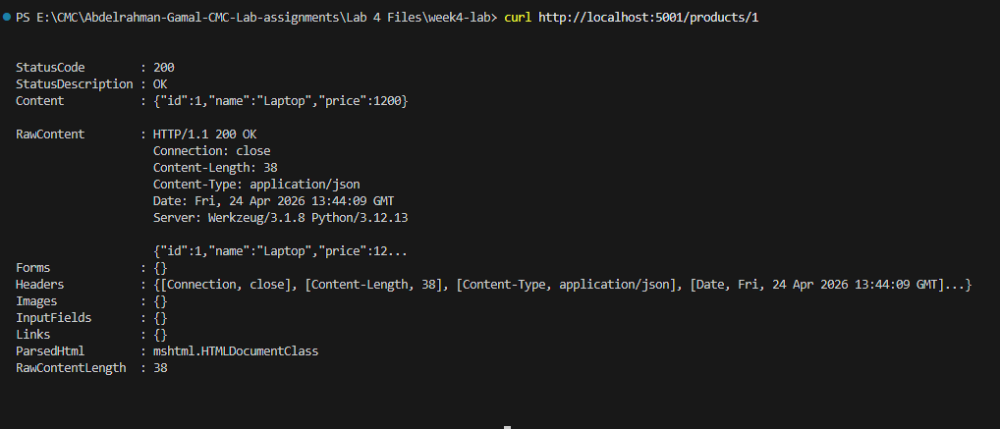 PS E:\CMC\Abdelrahman-Gamal-CMC-Lab-assignments\Lab 4 Files\week4-lab> curl http://localhost:5001/products/1
StatusCode        : 200
StatusDescription : OK
Content           : {"id":1,"name":"Laptop","price":1200}
RawContent        : HTTP/1.1 200 OK
                    Connection: close
                    Content-Length: 38
                    Content-Type: application/json
                    Date: Fri, 24 Apr 2026 13:44:09 GMT
                    Server: Werkzeug/3.1.8 Python/3.12.13
                    {"id":1,"name":"Laptop","price":12...
Forms             : {}
Headers           : {[Connection, close], [Content-Length, 38], [Content-Type, application/json], [Date, Fri, 24 Apr 2026 13:44:09 GMT]...}
Images            : {}
InputFields       : {}
Links             : {}
ParsedHtml        : mshtml.HTMLDocumentClass
RawContentLength  : 38